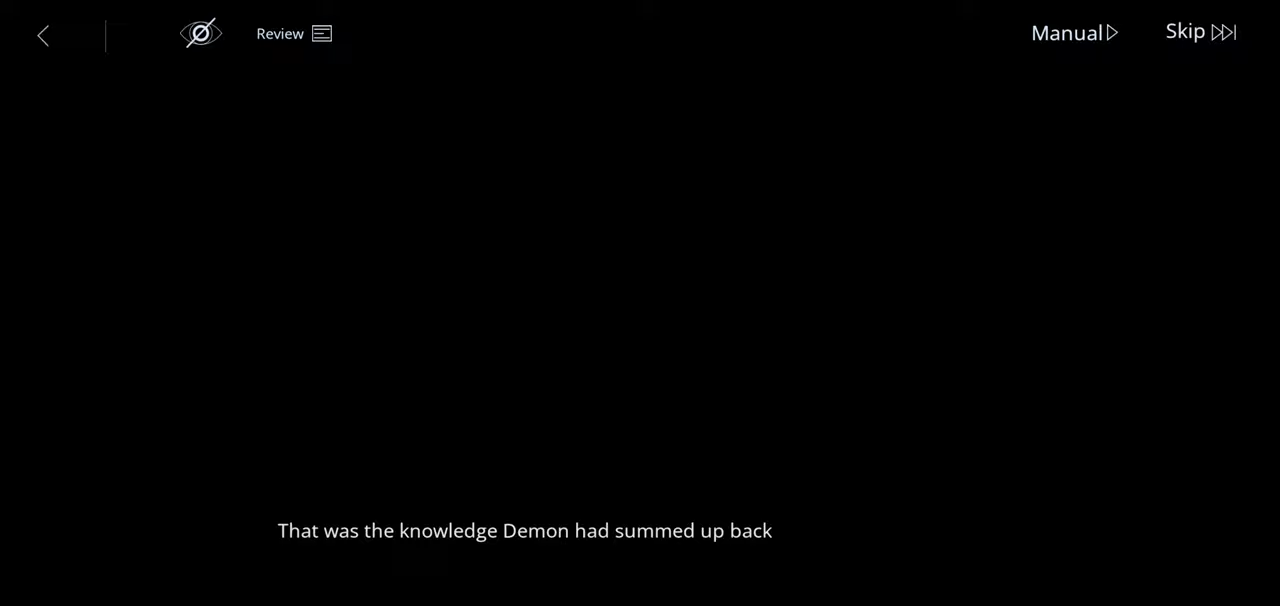 Review
Manual
Skip
That was the knowledge Demon had summed up back